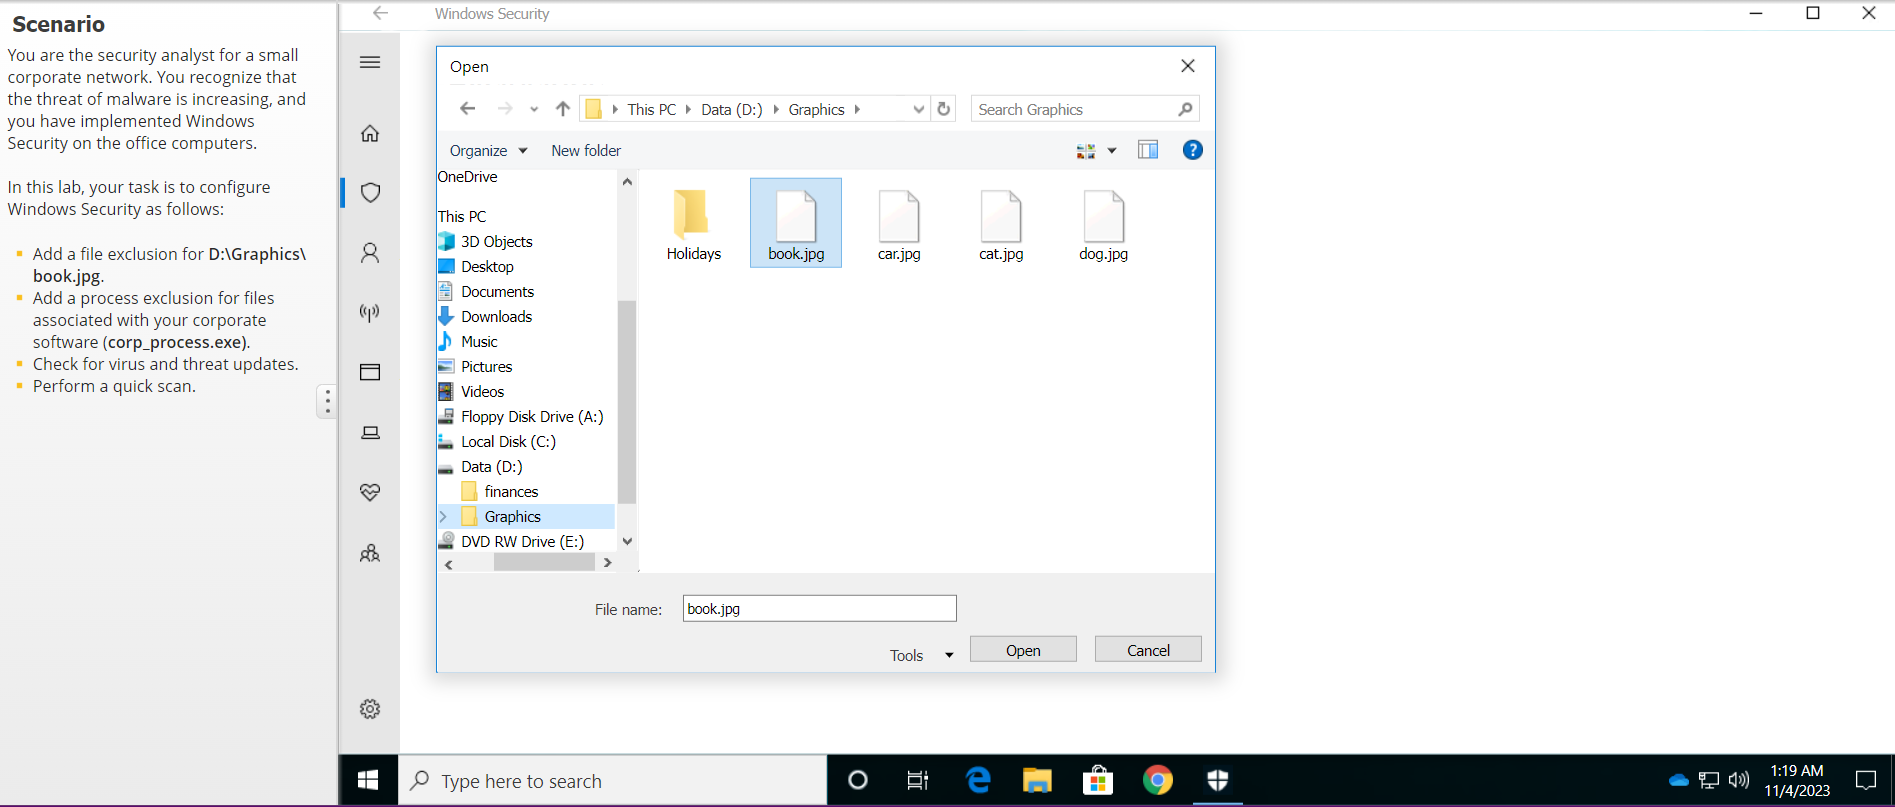 Scenario
You are the security analyst for a small
corporate network. You recognize that
the threat of malware is increasing, and
you have implemented Windows
Security on the office computers.
In this lab, your task is to configure
Windows Security as follows:
Add a file exclusion for D:\Graphics\
book.jpg.
Add a process exclusion for files
associated with your corporate
software (corp_process.exe).
Check for virus and threat updates.
Perform a quick scan.
Windows Security
Open
This PC
Data (D:)
Graphics
Search Graphics
Organize
New folder
OneDrive
This PC
3D Objects
Desktop
Documents
Downloads
Music
Pictures
Videos
Floppy Disk Drive (A:)
Local Disk (C:)
Data (D:)
finances
Graphics
DVD RW Drive (E:)
Holidays
book.jpg
car.jpg
cat.jpg
dog.jpg
File name:
book.jpg
Tools
Open
Cancel
Type here to search
1:19 AM
11/4/2023